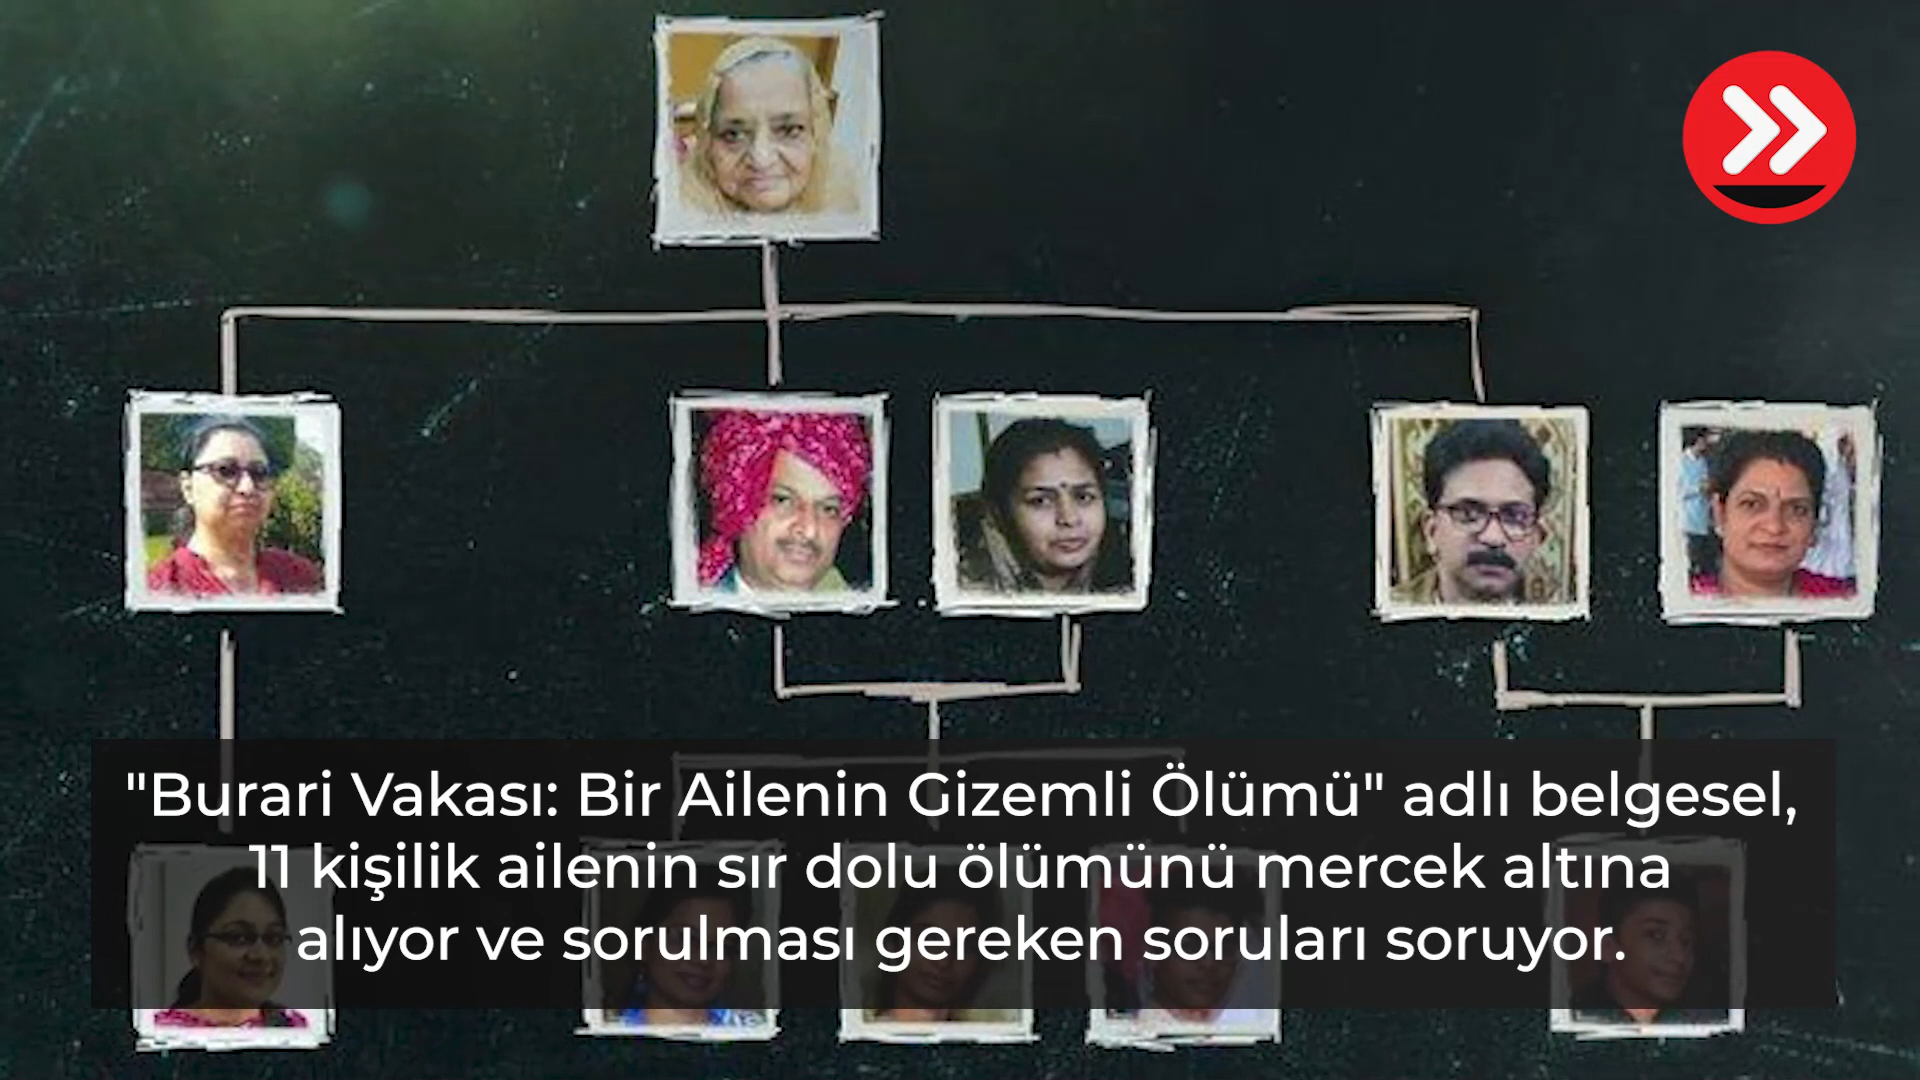 "Burari Vakası: Bir Ailenin Gizemli Ölümü" adlı belgesel,
11 kişilik ailenin sır dolu ölümünü mercek altına
alıyor ve sorulması gereken soruları soruyor.